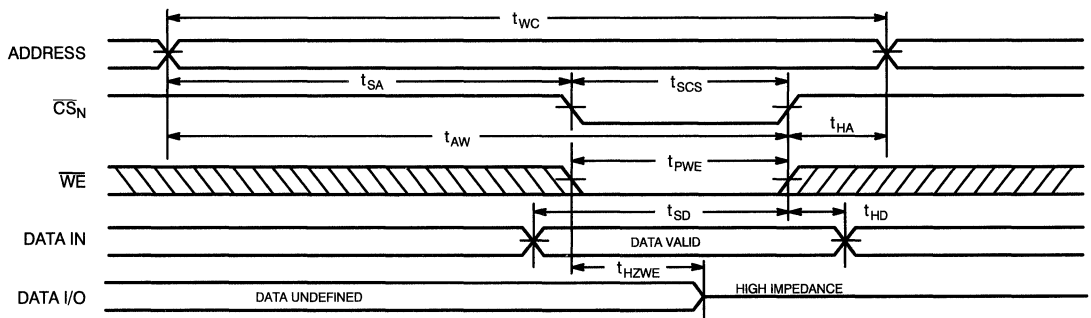 tWC
ADDRESS
tSA tSCS
CSN
tAW tHA
WE tPWE
tSD tHD
DATA IN DATA VALID
tHZWE
DATA I/O DATA UNDEFINED HIGH IMPEDANCE